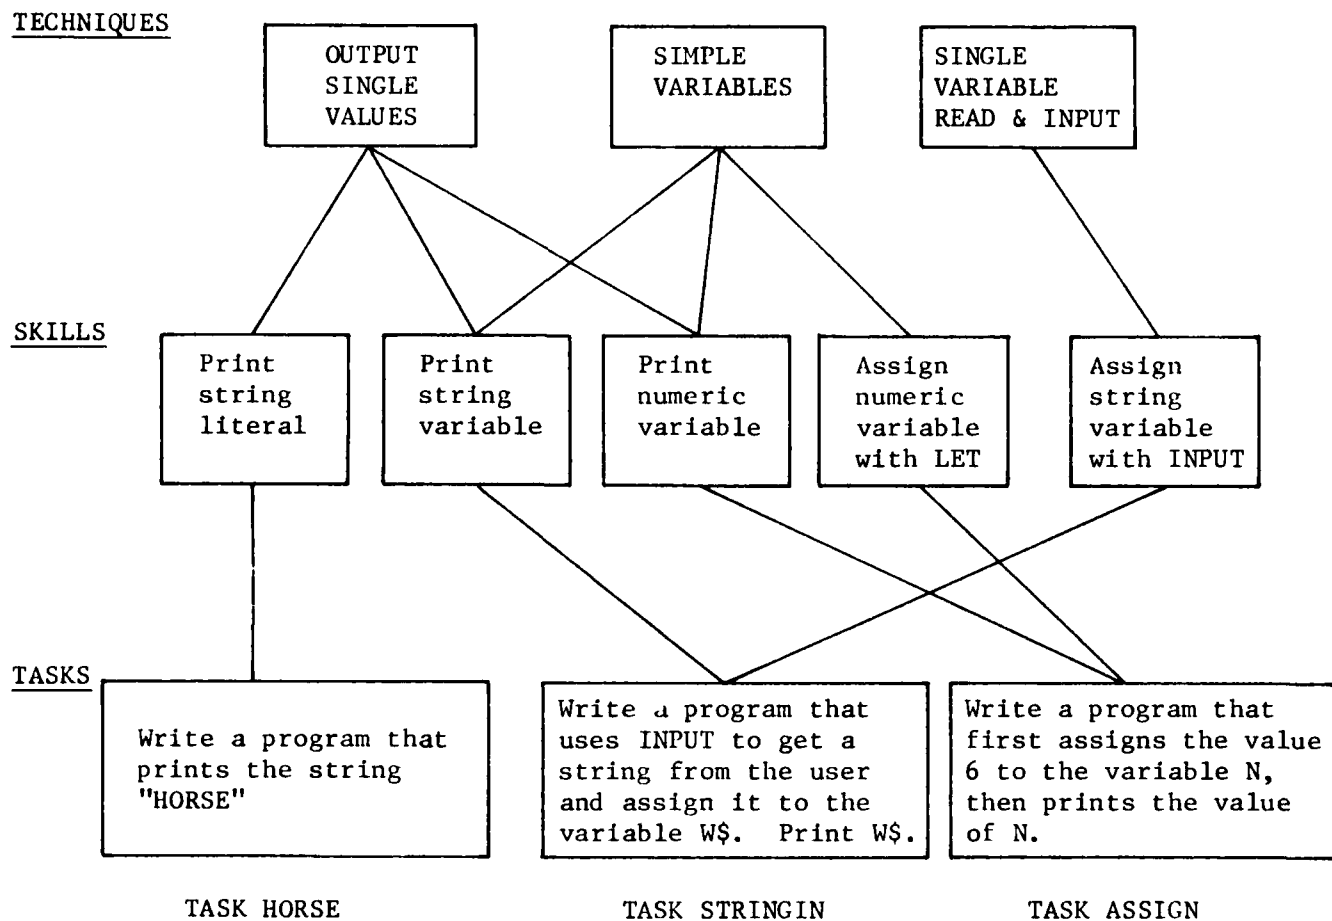 TECHNIQUES
OUTPUT
SINGLE
VALUES
SIMPLE
VARIABLES
SINGLE
VARIABLE
READ & INPUT
SKILLS
Print
string
literal
Print
string
variable
Print
numeric
variable
Assign
numeric
variable
with LET
Assign
string
variable
with INPUT
TASKS
Write a program that
prints the string
"HORSE"
Write a program that
uses INPUT to get a
string from the user
and assign it to the
variable W$. Print W$.
Write a program that
first assigns the value
6 to the variable N,
then prints the value
of N.
TASK HORSE
TASK STRINGIN
TASK ASSIGN